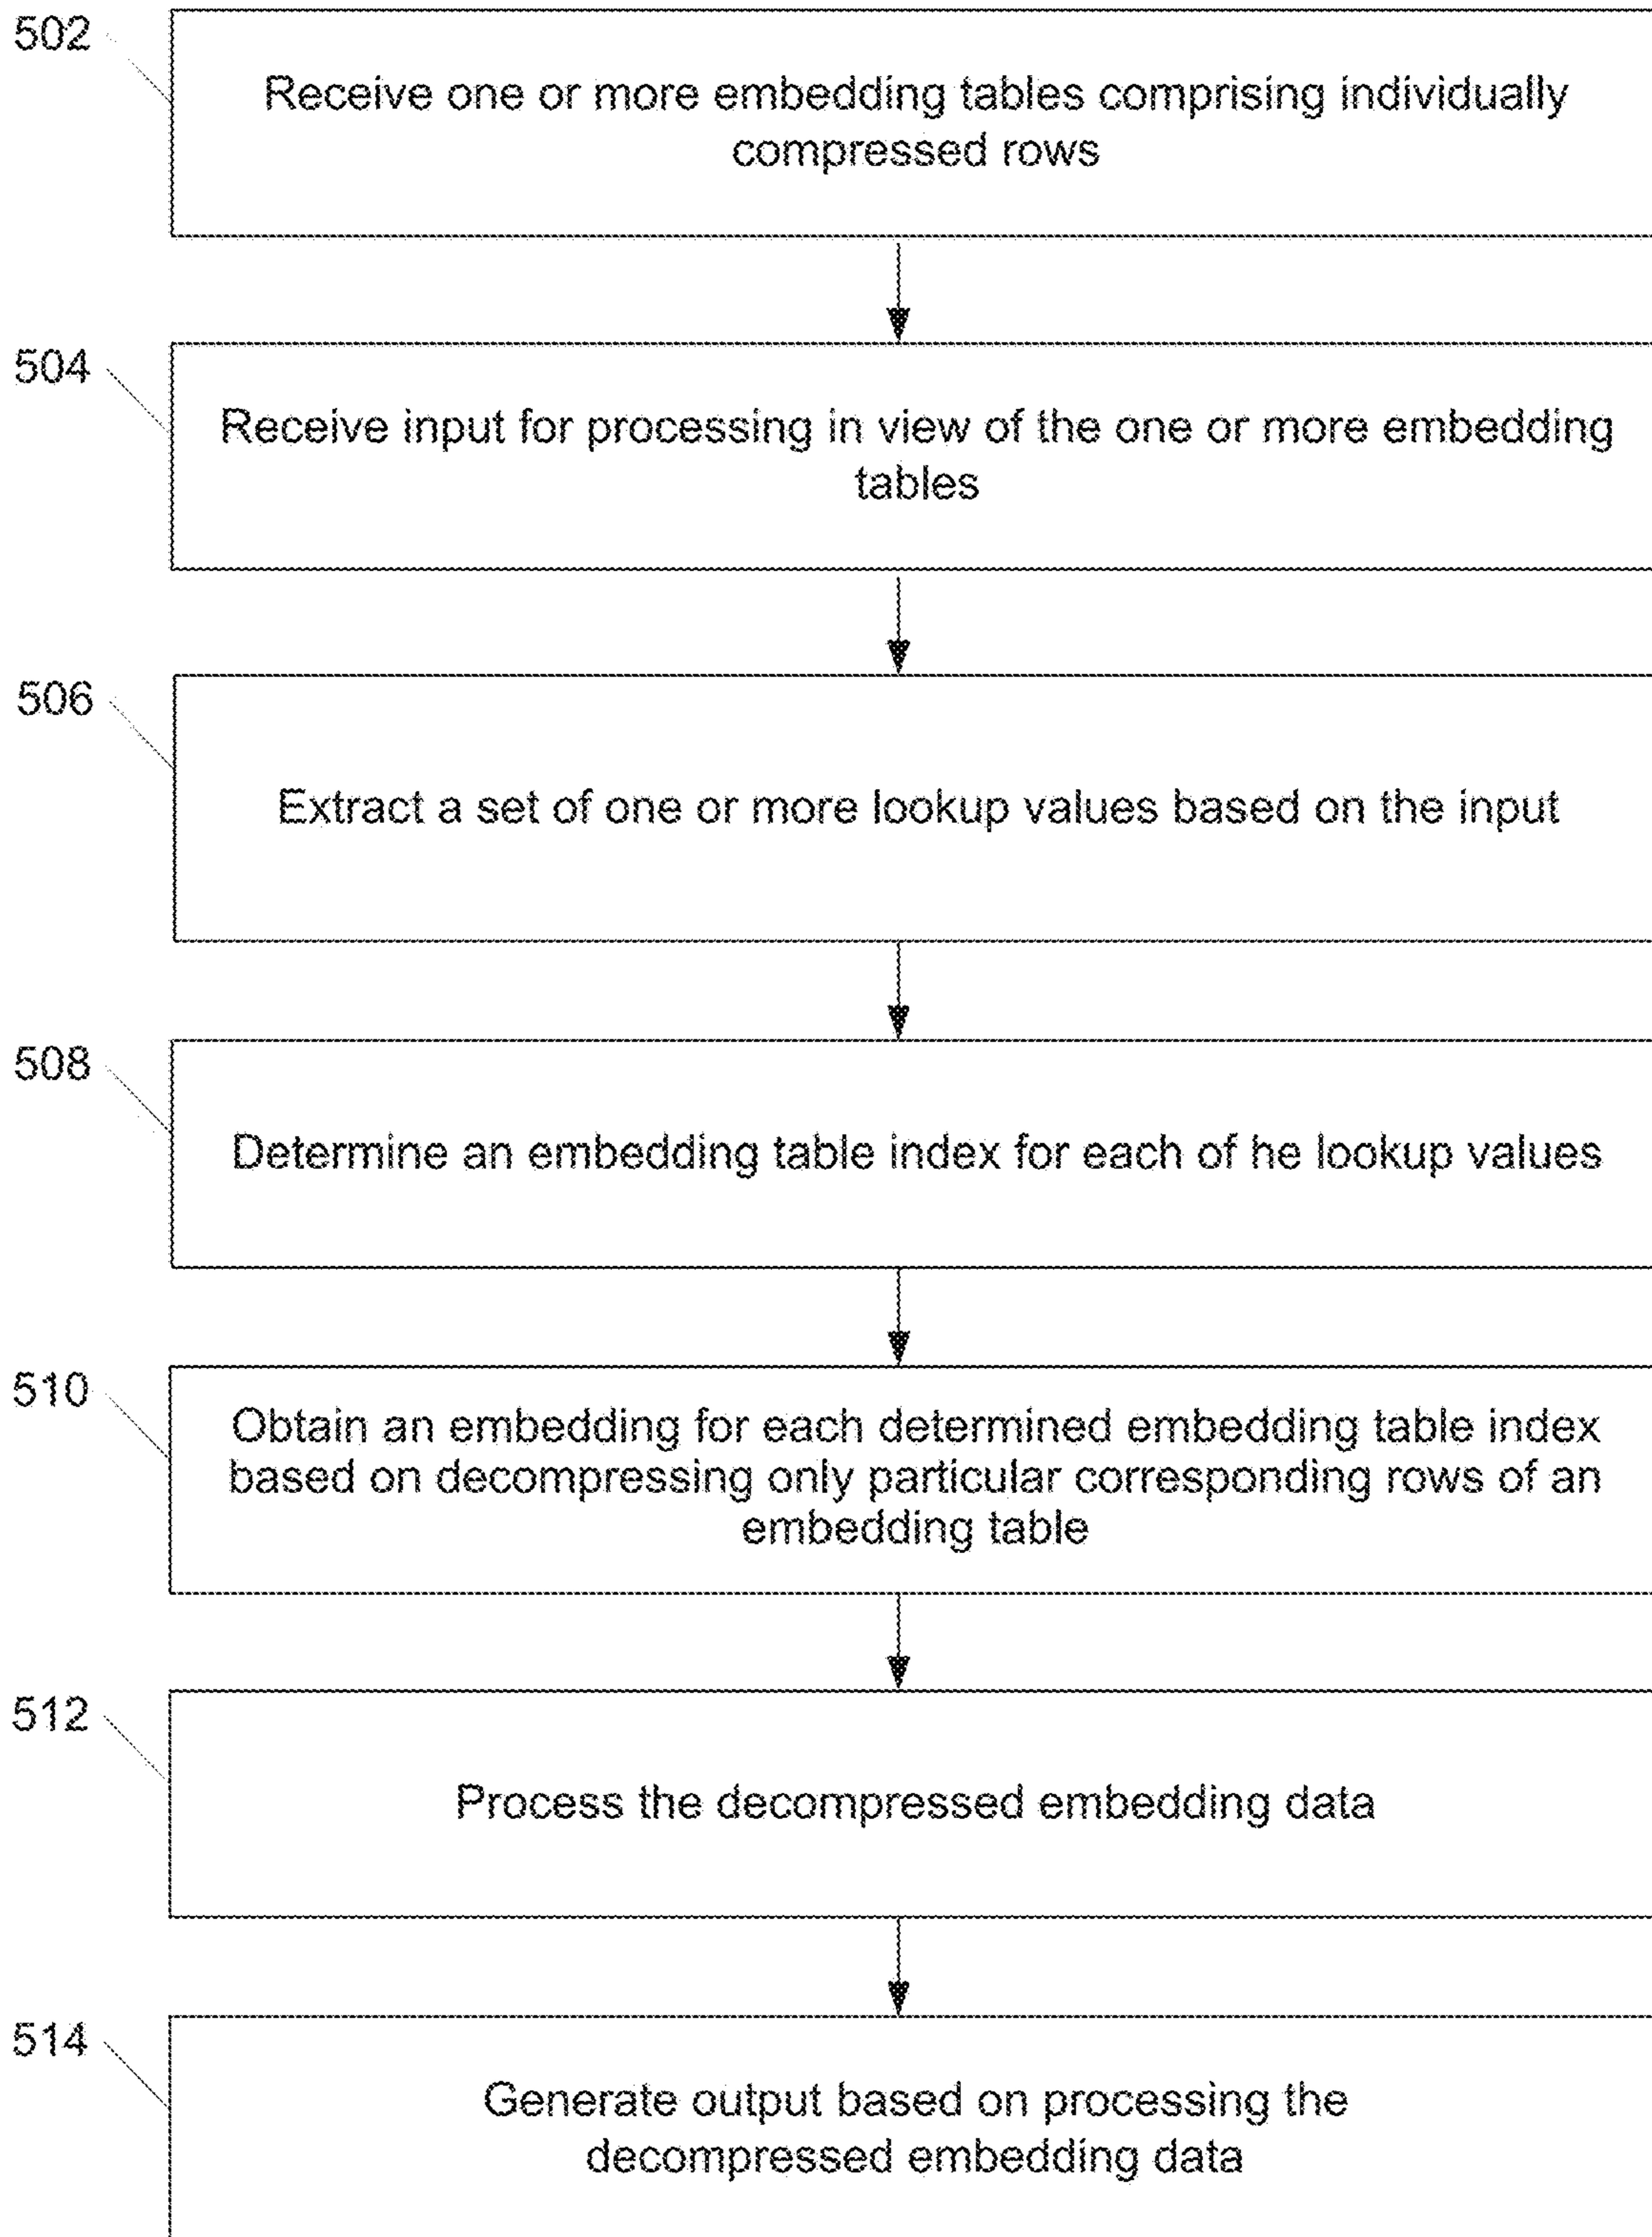 502
Receive one or more embedding tables comprising individually
compressed rows
504
Receive input for processing in view of the one or more embedding
tables
506
Extract a set of one or more lookup values based on the input
508
Determine an embedding table index for each of he lookup values
510
Obtain an embedding for each determined embedding table index
based on decompressing only particular corresponding rows of an
embedding table
512
Process the decompressed embedding data
514
Generate output based on processing the
decompressed embedding data